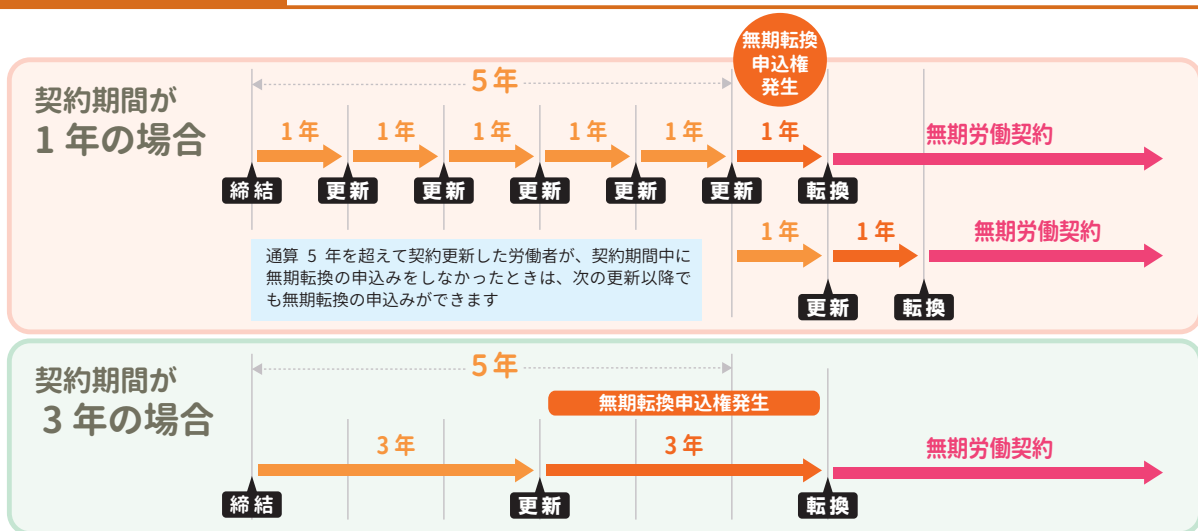 無期転換
申込権
発生
契約期間が
1年の場合
5年
1年 1年 1年 1年 1年 1年 無期労働契約
締結 更新 更新 更新 更新 更新 転換
1年 1年 無期労働契約
通算 5 年を超えて契約更新した労働者が、契約期間中に
無期転換の申込みをしなかったときは、次の更新以降で
も無期転換の申込みができます
更新 転換
契約期間が
3年の場合
5年
無期転換申込権発生
3年 3年 無期労働契約
締結 更新 転換